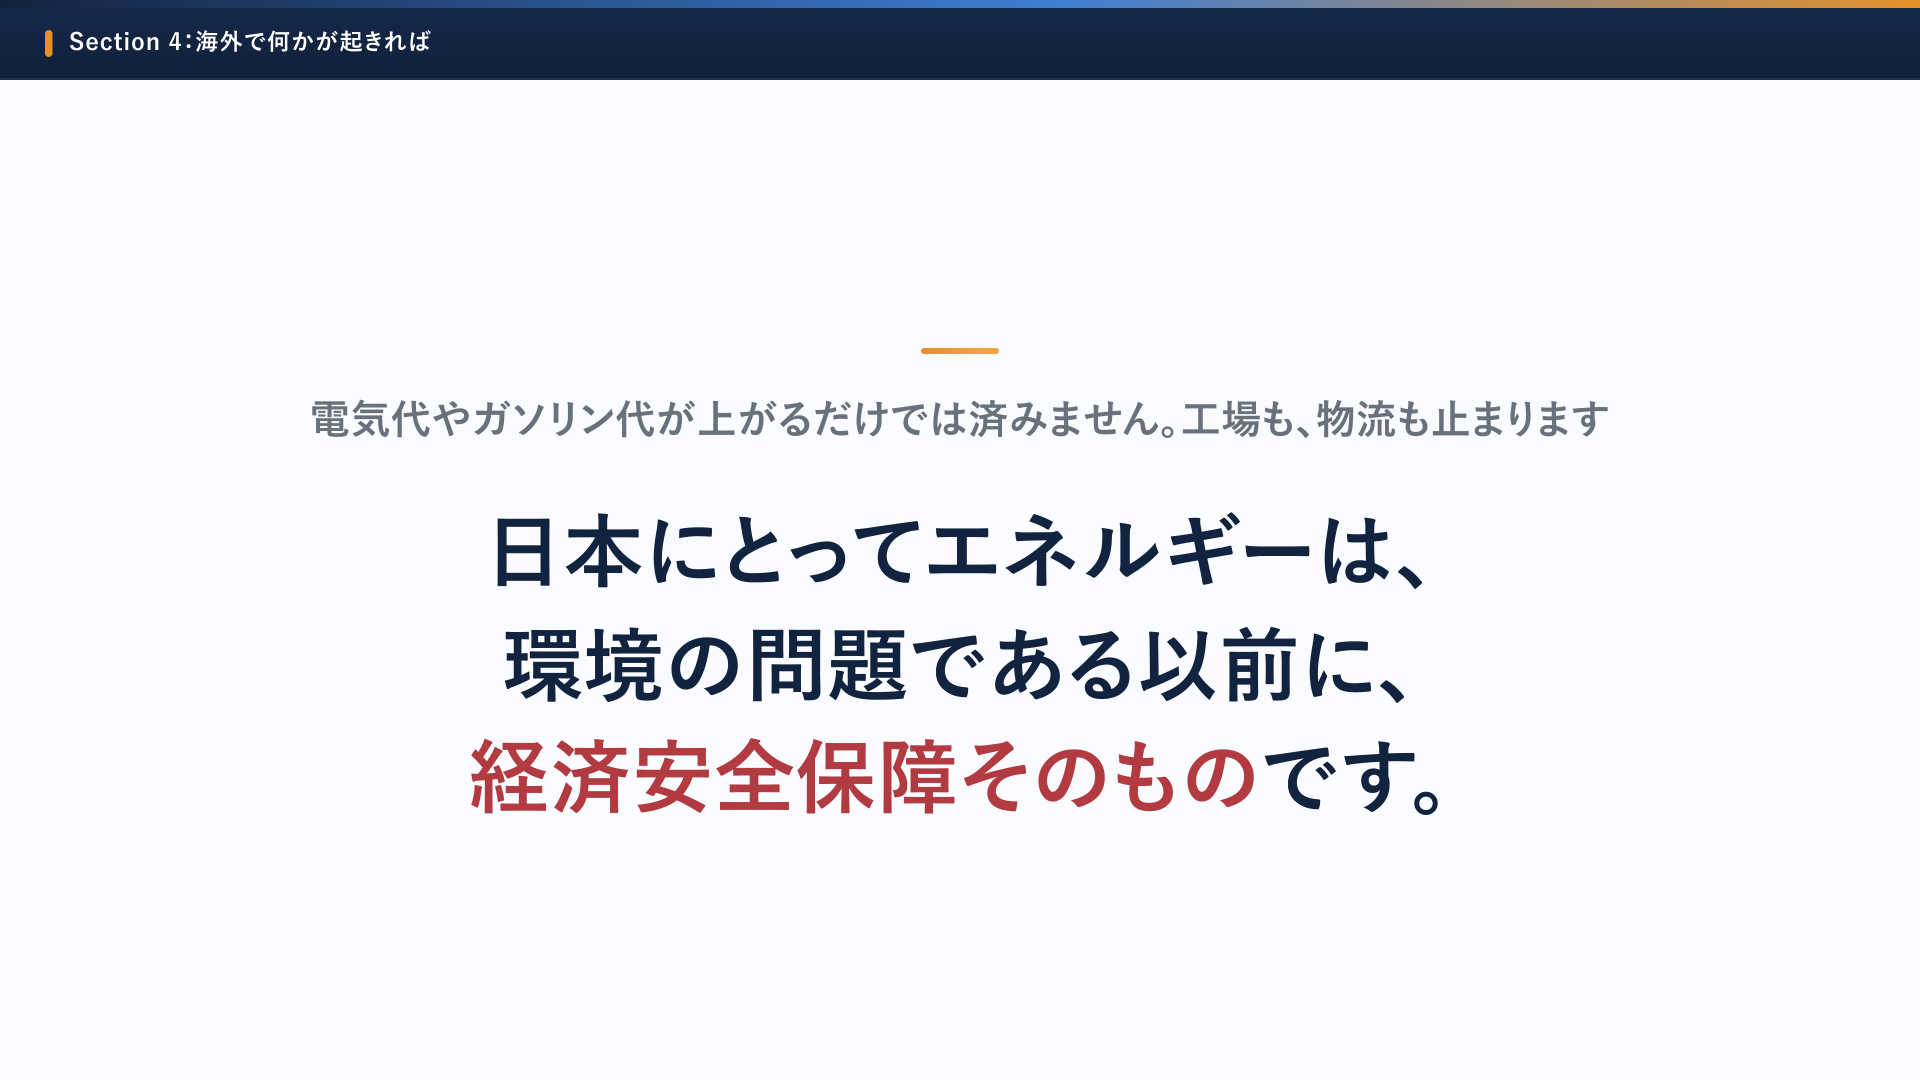 Section 4：海外で何かが起きれば
電気代やガソリン代が上がるだけでは済みません。工場も、物流も止まります
日本にとってエネルギーは、
環境の問題である以前に、
経済安全保障そのものです。